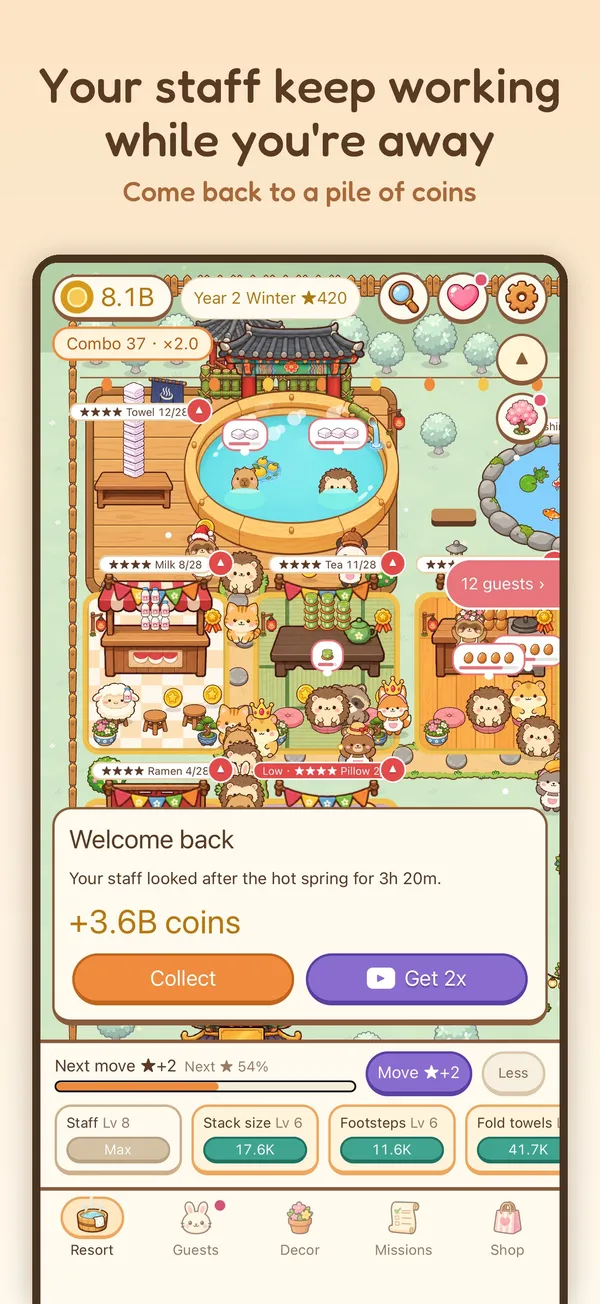 Your staff keep working
while you're away
Come back to a pile of coins
8.1B
Year 2 Winter ★420
Combo 37 · ×2.0
▲
★★★★ Towel 12/28
★★★★ Milk 8/28
★★★★ Tea 11/28
12 guests ›
★★★★ Ramen 4/28
Low · ★★★★ Pillow 2
Welcome back
Your staff looked after the hot spring for 3h 20m.
+3.6B coins
Collect
Get 2x
Next move ★+2 Next ★ 54%
Move ★+2
Less
Staff Lv 8
Stack size Lv 6
Footsteps Lv 6
Fold towels
Max
17.6K
11.6K
41.7K
Resort
Guests
Decor
Missions
Shop